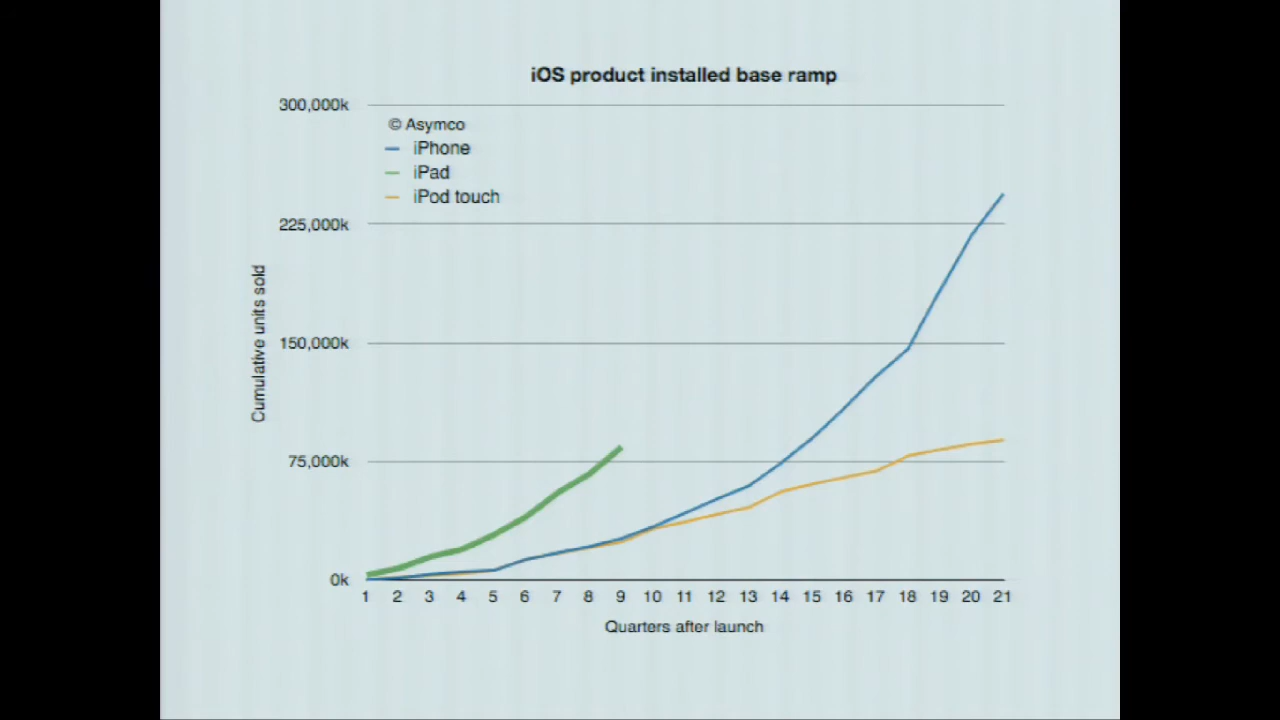 iOS product installed base ramp
300,000k
© Asymco
iPhone
iPad
iPod touch
225,000k
150,000k
75,000k
0k
Cumulative units sold
1 2 3 4 5 6 7 8 9 10 11 12 13 14 15 16 17 18 19 20 21
Quarters after launch